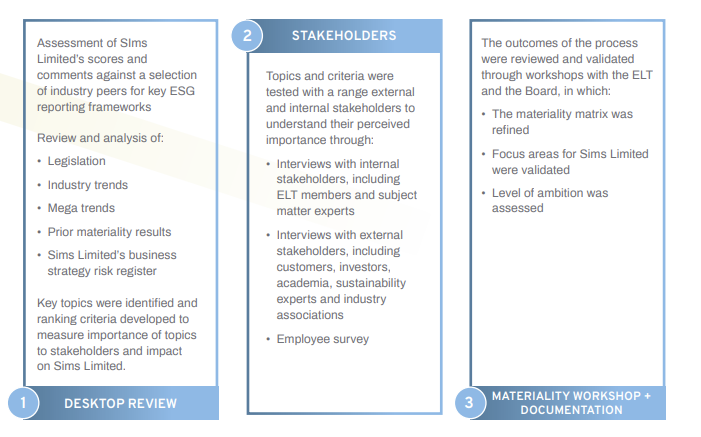 Assessment of SIms
Limited's scores and
comments against a selection
of industry peers for key ESG
reporting frameworks
Review and analysis of:
• Legislation
• Industry trends
• Mega trends
• Prior materiality results
• Sims Limited's business
strategy risk register
Key topics were identified and
ranking criteria developed to
measure importance of topics
to stakeholders and impact
on Sims Limited.
1 DESKTOP REVIEW
2 STAKEHOLDERS
Topics and criteria were
tested with a range external
and internal stakeholders to
understand their perceived
importance through:
• Interviews with internal
stakeholders, including
ELT members and subject
matter experts
• Interviews with external
stakeholders, including
customers, investors,
academia, sustainability
experts and industry
associations
• Employee survey
The outcomes of the process
were reviewed and validated
through workshops with the ELT
and the Board, in which:
• The materiality matrix was
refined
• Focus areas for Sims Limited
were validated
• Level of ambition was
assessed
3 MATERIALITY WORKSHOP +
DOCUMENTATION